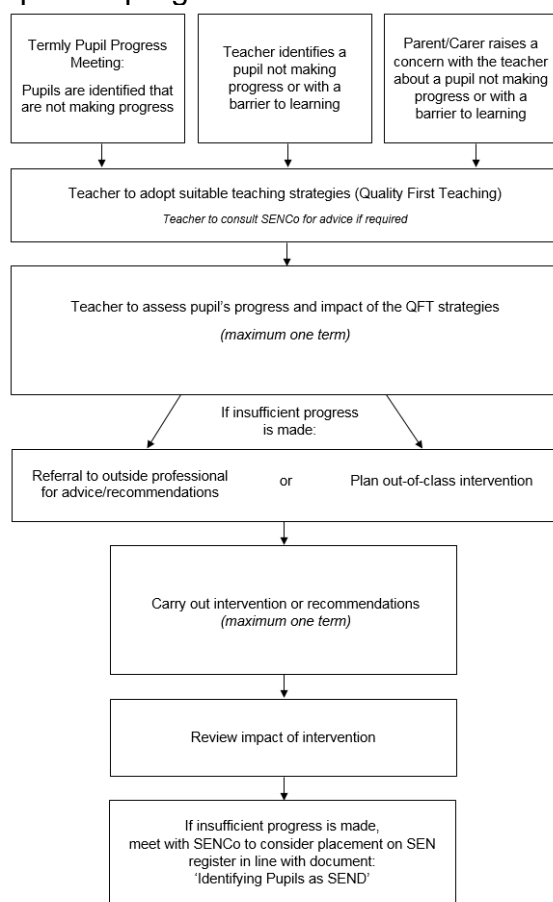 Termly Pupil Progress
Meeting:
Pupils are identified that
are not making progress
Teacher identifies a
pupil not making
progress or with a
barrier to learning
Parent/Carer raises a
concern with the teacher
about a pupil not making
progress or with a
barrier to learning
Teacher to adopt suitable teaching strategies (Quality First Teaching)
Teacher to consult SENCo for advice if required
Teacher to assess pupil's progress and impact of the QFT strategies
(maximum one term)
If insufficient progress
is made:
Referral to outside professional
for advice/recommendations
or
Plan out-of-class intervention
Carry out intervention or recommendations
(maximum one term)
Review impact of intervention
If insufficient progress is made,
meet with SENCo to consider placement on SEN
register in line with document:
'Identifying Pupils as SEND'